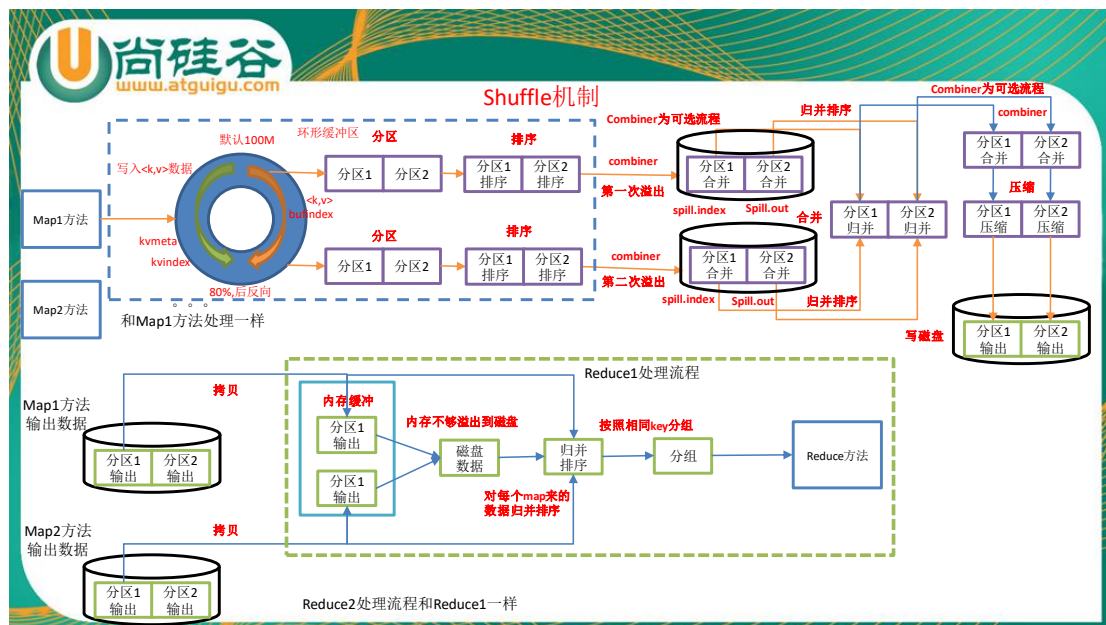 尚硅谷
www.atguigu.com
Shuffle机制
Combiner为可选流程
Combiner为可选流程
默认100M
环形缓冲区
分区
排序
归并排序
combiner
写入<k,v>数据
分区1
分区2
分区1
排序
分区2
排序
combiner
第一次溢出
分区1
合并
分区2
合并
分区1
合并
分区2
合并
压缩
Map1方法
<k,v>
bufindex
spill.index
Spill.out
合并
分区1
归并
分区2
归并
分区1
压缩
分区2
压缩
kvmeta
kvindex
分区
排序
分区1
分区2
分区1
排序
分区2
排序
combiner
第二次溢出
分区1
合并
分区2
合并
80%,后反向
spill.index
Spill.out
归并排序
Map2方法
。。。
和Map1方法处理一样
写磁盘
分区1
输出
分区2
输出
Reduce1处理流程
拷贝
Map1方法
输出数据
内存缓冲
分区1
输出
内存不够溢出到磁盘
按照相同key分组
分区1
输出
分区2
输出
分区1
输出
磁盘
数据
归并
排序
分组
Reduce方法
对每个map来的
数据归并排序
Map2方法
输出数据
拷贝
分区1
输出
分区2
输出
Reduce2处理流程和Reduce1一样